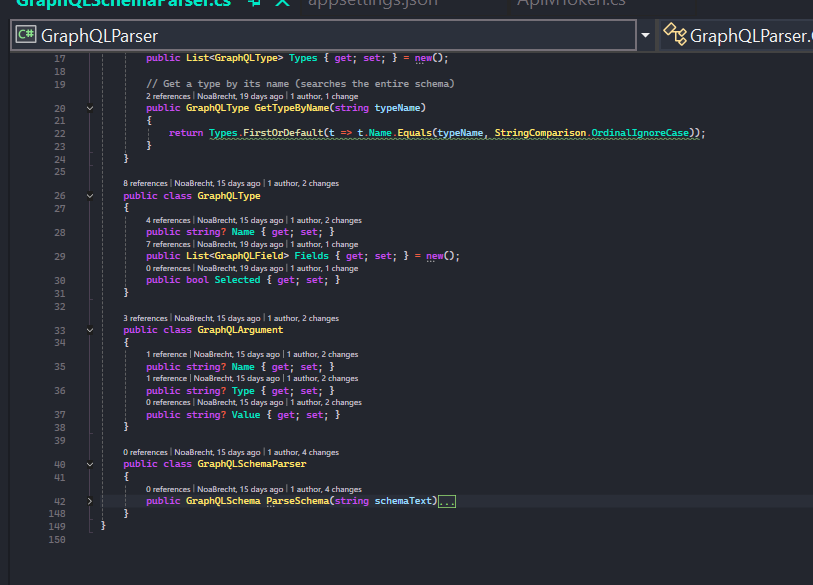 GraphQLSchemaParser.cs appsettings.json
C# GraphQLParser GraphQLParser.
17 public List<GraphQLType> Types { get; set; } = new();
18
19 // Get a type by its name (searches the entire schema)
2 references | NoaBrecht, 19 days ago | 1 author, 1 change
20 public GraphQLType GetTypeByName(string typeName)
21 {
22 return Types.FirstOrDefault(t => t.Name.Equals(typeName, StringComparison.OrdinalIgnoreCase));
23 }
24 }
25
8 references | NoaBrecht, 15 days ago | 1 author, 2 changes
26 public class GraphQLType
27 {
4 references | NoaBrecht, 15 days ago | 1 author, 2 changes
28 public string? Name { get; set; }
7 references | NoaBrecht, 19 days ago | 1 author, 1 change
29 public List<GraphQLField> Fields { get; set; } = new();
0 references | NoaBrecht, 19 days ago | 1 author, 1 change
30 public bool Selected { get; set; }
31 }
32
3 references | NoaBrecht, 15 days ago | 1 author, 2 changes
33 public class GraphQLArgument
34 {
1 reference | NoaBrecht, 15 days ago | 1 author, 2 changes
35 public string? Name { get; set; }
1 reference | NoaBrecht, 15 days ago | 1 author, 2 changes
36 public string? Type { get; set; }
0 references | NoaBrecht, 15 days ago | 1 author, 2 changes
37 public string? Value { get; set; }
38 }
39
0 references | NoaBrecht, 15 days ago | 1 author, 4 changes
40 public class GraphQLSchemaParser
41 {
0 references | NoaBrecht, 15 days ago | 1 author, 4 changes
42 public GraphQLSchema ParseSchema(string schemaText)...
148 }
149 }
150